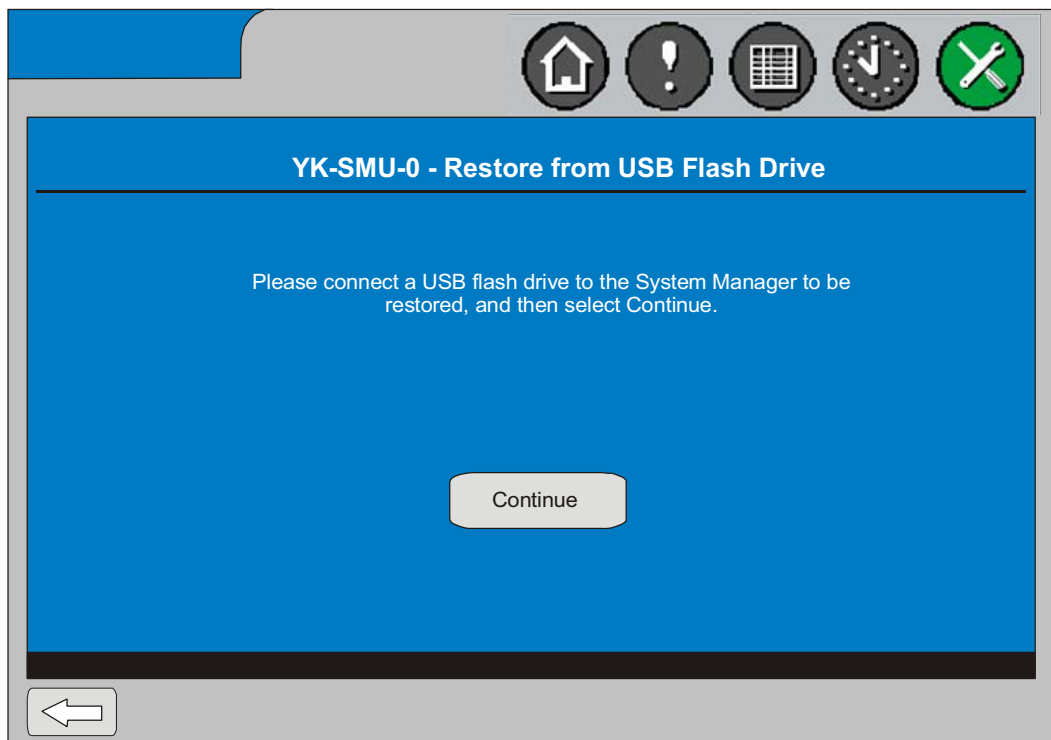 YK-SMU-0 - Restore from USB Flash Drive
Please connect a USB flash drive to the System Manager to be
restored, and then select Continue.
Continue